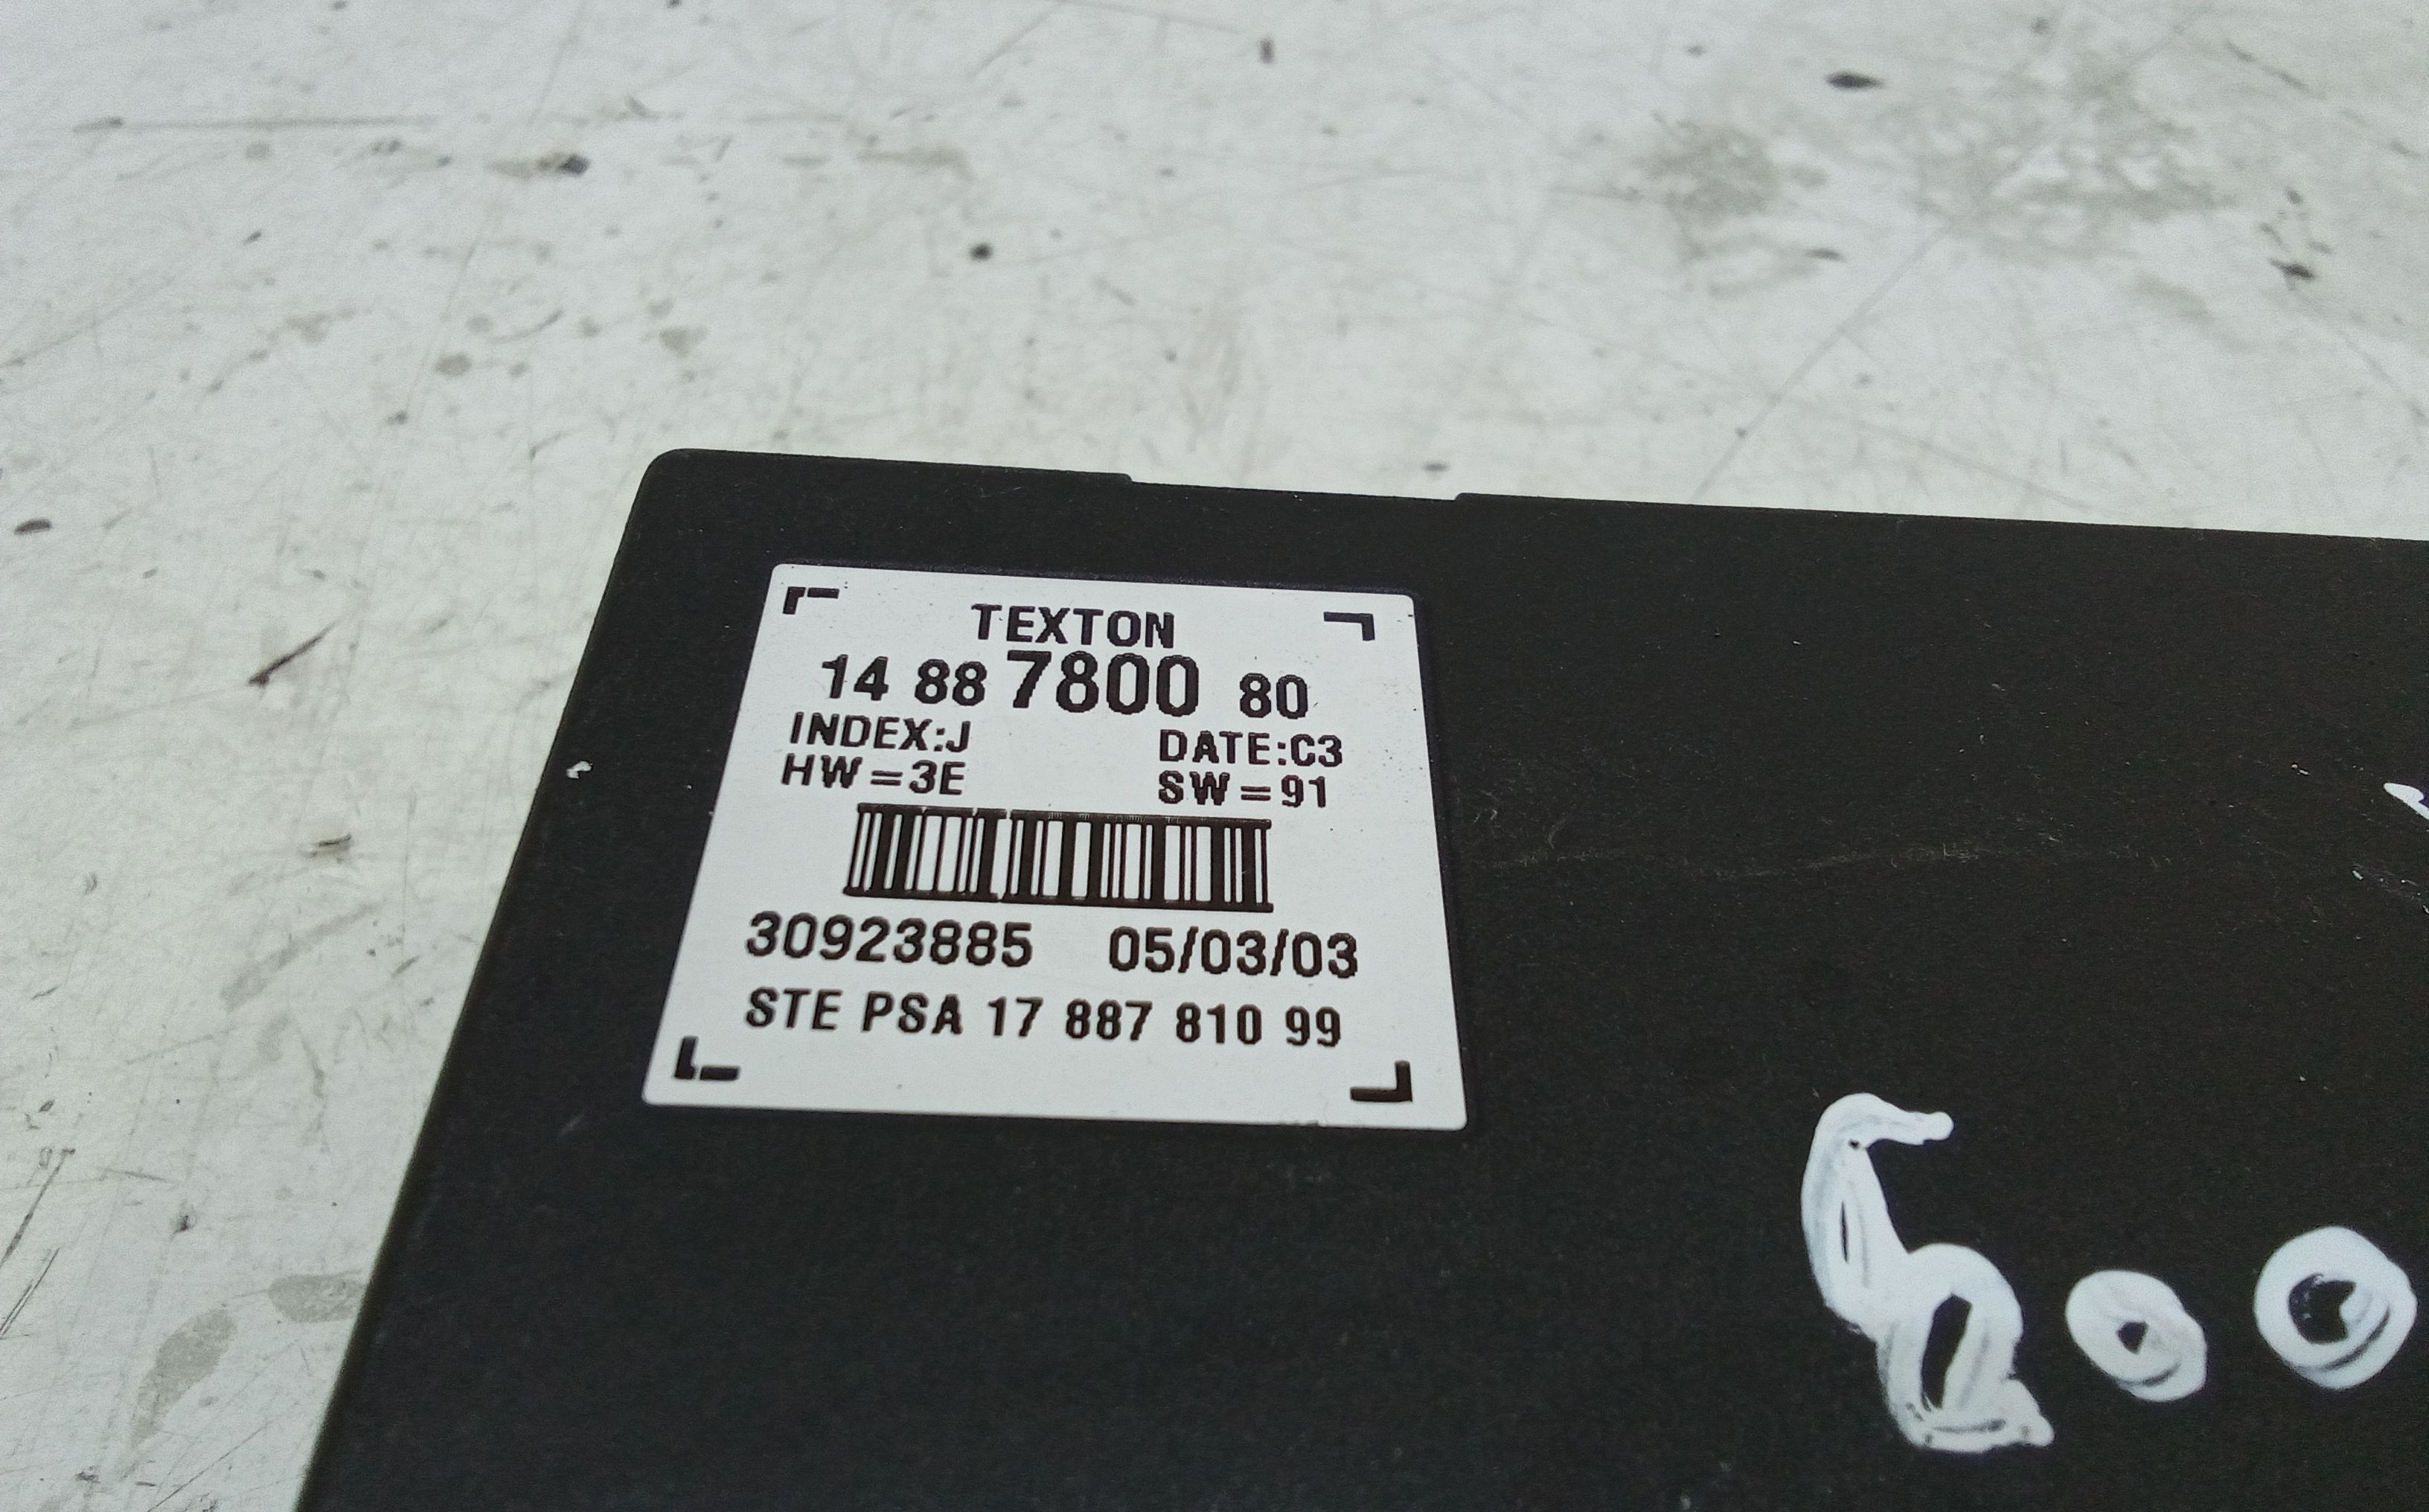 TEXTON
14 88 7800 80
INDEX:J DATE:C3
HW=3E SW=91
30923885 05/03/03
STE PSA 17 887 810 99
600